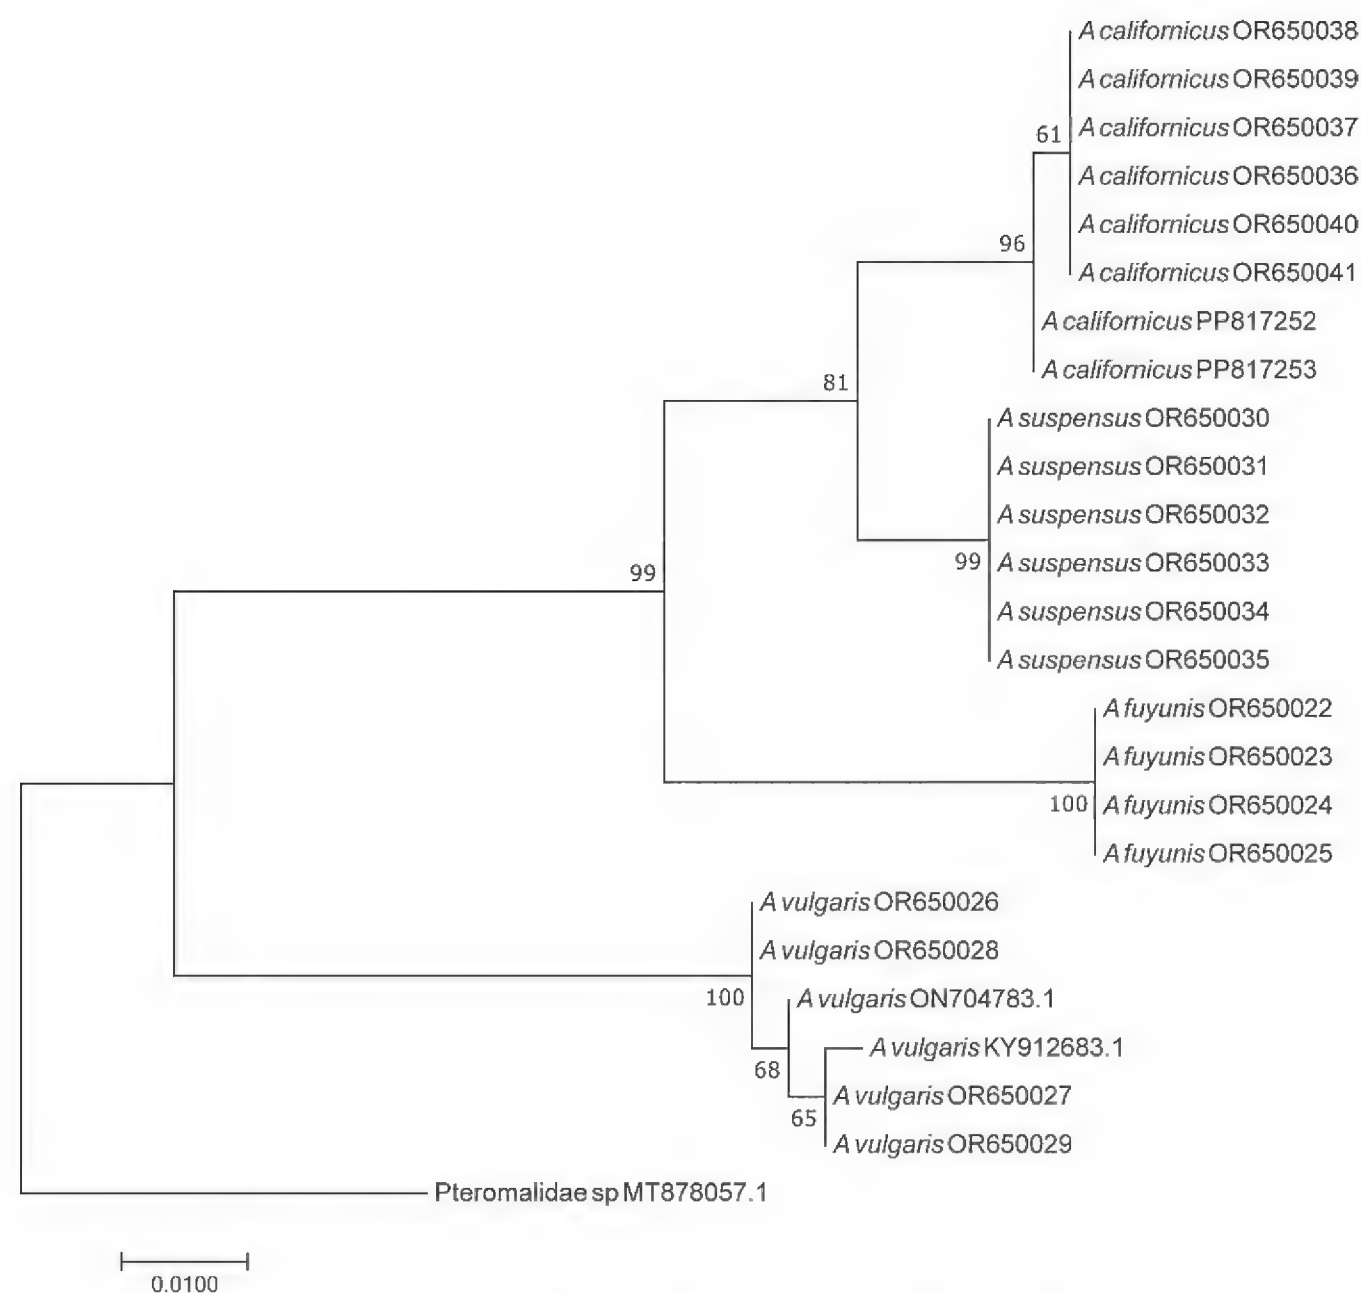 A californicus OR650038
A californicus OR650039
A californicus OR650037
61
A californicus OR650036
A californicus OR650040
96
A californicus OR650041
A californicus PP817252
A californicus PP817253
81
A suspensus OR650030
A suspensus OR650031
A suspensus OR650032
99
A suspensus OR650033
99
A suspensus OR650034
A suspensus OR650035
A fuyunis OR650022
A fuyunis OR650023
100
A fuyunis OR650024
A fuyunis OR650025
A vulgaris OR650026
A vulgaris OR650028
100
A vulgaris ON704783.1
A vulgaris KY912683.1
68
A vulgaris OR650027
65
A vulgaris OR650029
Pteromalidae sp MT878057.1
0.0100